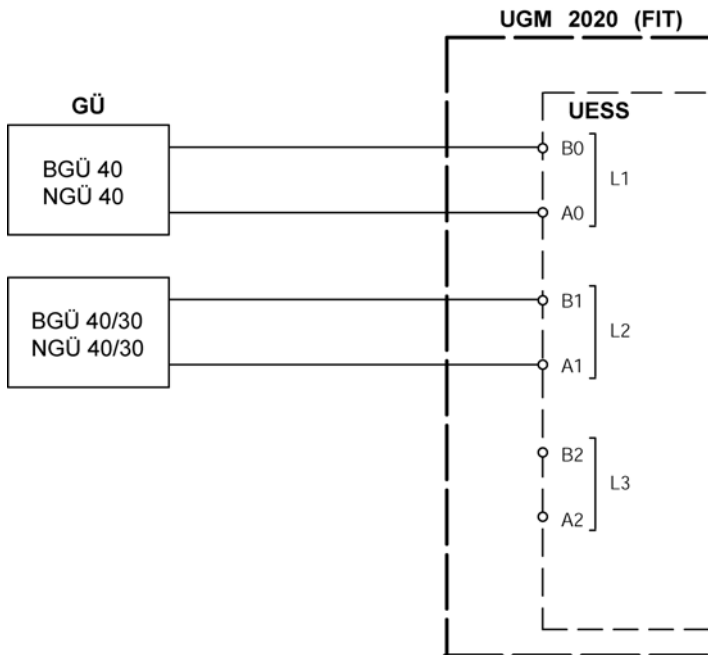 UGM 2020 (FIT)
GÜ
UESS
BGÜ 40
NGÜ 40
B0
L1
A0
BGÜ 40/30
NGÜ 40/30
B1
L2
A1
B2
L3
A2